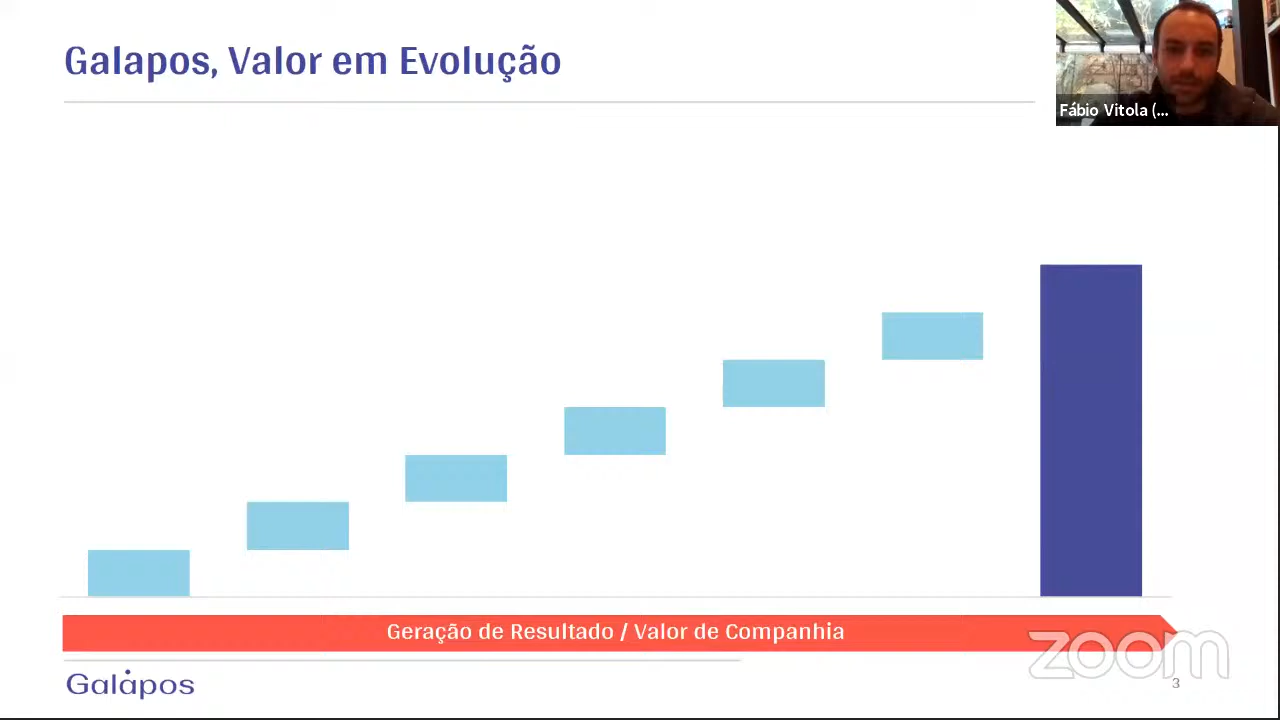 Galapos, Valor em Evolução
Fábio Vitola (...
Geração de Resultado / Valor de Companhia
zoom
Galapos
3